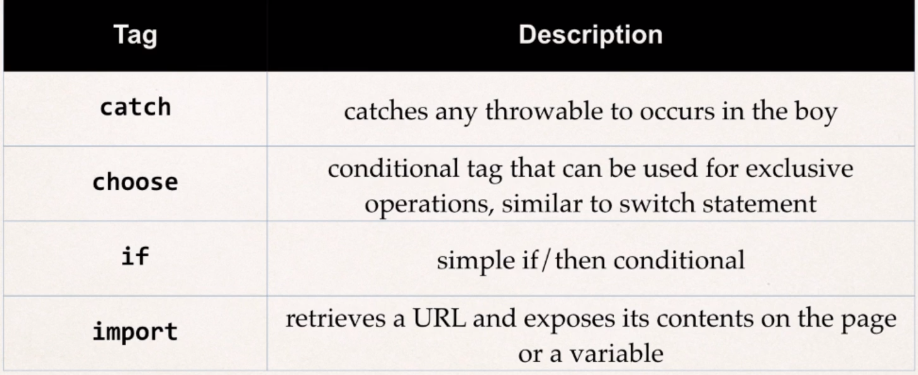 Tag Description
catch catches any throwable to occurs in the boy
choose conditional tag that can be used for exclusive
operations, similar to switch statement
if simple if/then conditional
import retrieves a URL and exposes its contents on the page
or a variable